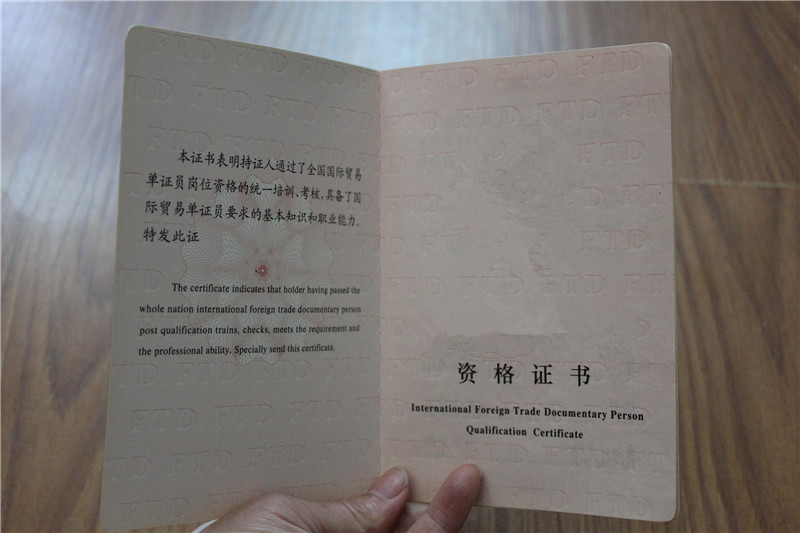 本证书表明持证人通过了全国国际贸易
单证员岗位资格的统一培训、考核,具备了国
际贸易单证员要求的基本知识和职业能力,
特发此证
The certificate indicates that holder having passed the
whole nation international foreign trade documentary person
post qualification trains, checks, meets the requirement and
the professional ability. Specially send this certificate.
FTD FTD FTD FTD
资格证书
International Foreign Trade Documentary Person
Qualification Certificate